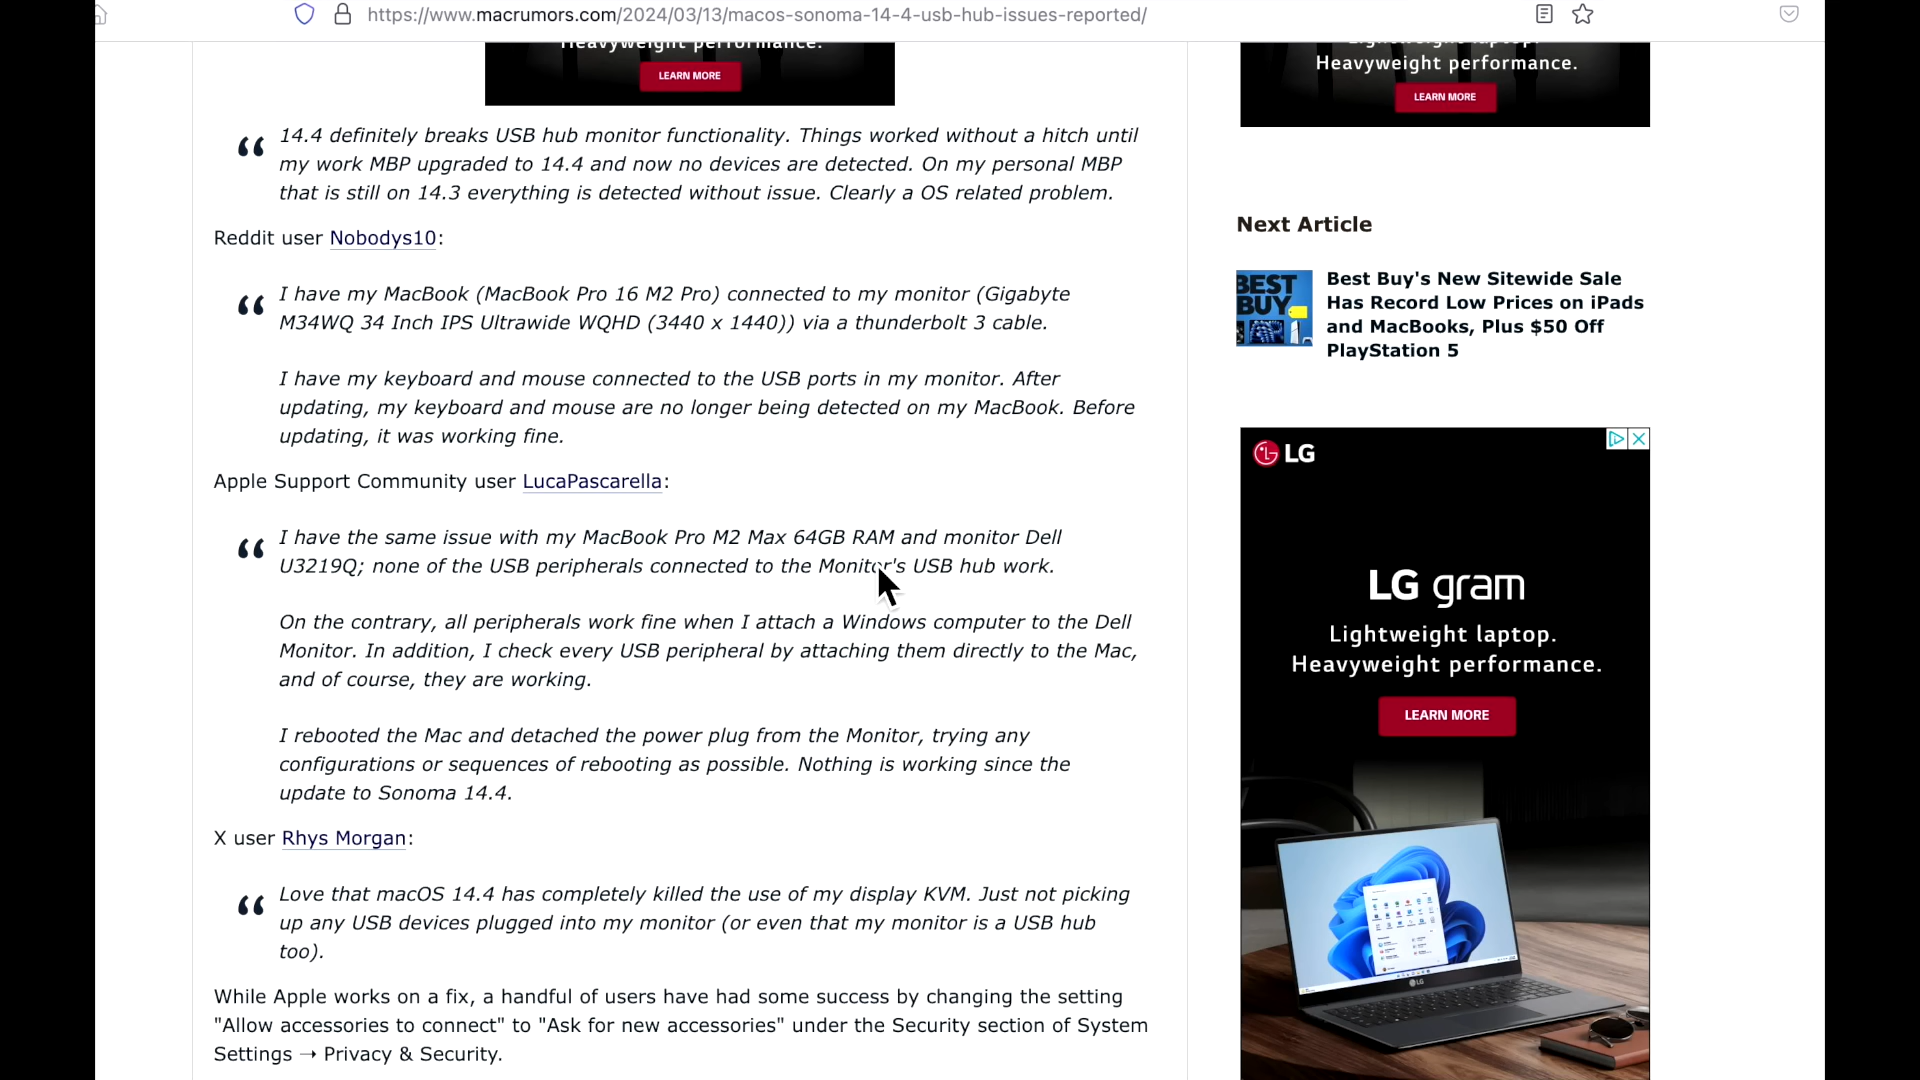 https://www.macrumors.com/2024/03/13/macos-sonoma-14-4-usb-hub-issues-reported/
Heavyweight performance.
LEARN MORE
14.4 definitely breaks USB hub monitor functionality. Things worked without a hitch until
my work MBP upgraded to 14.4 and now no devices are detected. On my personal MBP
that is still on 14.3 everything is detected without issue. Clearly a OS related problem.
Reddit user Nobodys10:
I have my MacBook (MacBook Pro 16 M2 Pro) connected to my monitor (Gigabyte
M34WQ 34 Inch IPS Ultrawide WQHD (3440 x 1440)) via a thunderbolt 3 cable.
I have my keyboard and mouse connected to the USB ports in my monitor. After
updating, my keyboard and mouse are no longer being detected on my MacBook. Before
updating, it was working fine.
Apple Support Community user LucaPascarella:
I have the same issue with my MacBook Pro M2 Max 64GB RAM and monitor Dell
U3219Q; none of the USB peripherals connected to the Monitor's USB hub work.
On the contrary, all peripherals work fine when I attach a Windows computer to the Dell
Monitor. In addition, I check every USB peripheral by attaching them directly to the Mac,
and of course, they are working.
I rebooted the Mac and detached the power plug from the Monitor, trying any
configurations or sequences of rebooting as possible. Nothing is working since the
update to Sonoma 14.4.
X user Rhys Morgan:
Love that macOS 14.4 has completely killed the use of my display KVM. Just not picking
up any USB devices plugged into my monitor (or even that my monitor is a USB hub
too).
While Apple works on a fix, a handful of users have had some success by changing the setting
"Allow accessories to connect" to "Ask for new accessories" under the Security section of System
Settings → Privacy & Security.
Lightweight laptop.
Heavyweight performance.
LEARN MORE
Next Article
BEST
BUY
Best Buy's New Sitewide Sale
Has Record Low Prices on iPads
and MacBooks, Plus $50 Off
PlayStation 5
LG
LG gram
Lightweight laptop.
Heavyweight performance.
LEARN MORE
LG